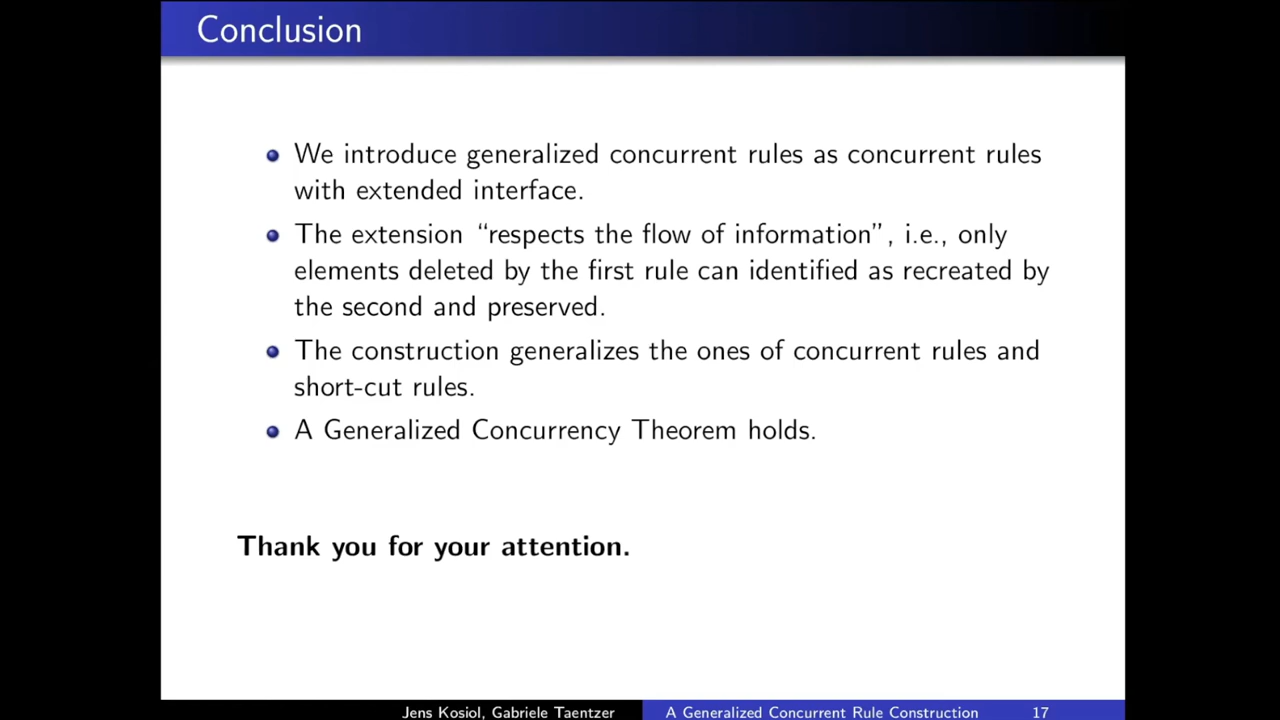 Conclusion
We introduce generalized concurrent rules as concurrent rules
with extended interface.
The extension “respects the flow of information”, i.e., only
elements deleted by the first rule can identified as recreated by
the second and preserved.
The construction generalizes the ones of concurrent rules and
short-cut rules.
A Generalized Concurrency Theorem holds.
Thank you for your attention.
Jens Kosiol, Gabriele Taentzer A Generalized Concurrent Rule Construction 17